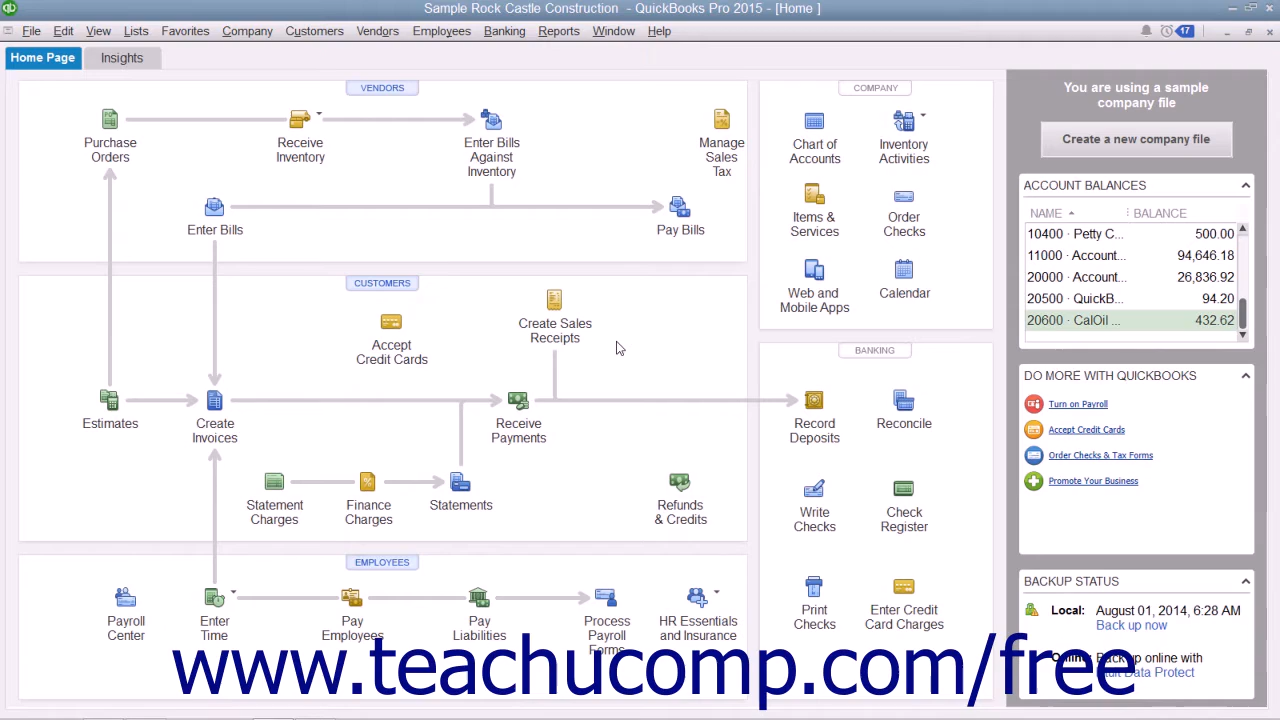 Sample Rock Castle Construction - QuickBooks Pro 2015 - [Home ]
File Edit View Lists Favorites Company Customers Vendors Employees Banking Reports Window Help
17
Home Page Insights
VENDORS
Purchase
Orders
Receive
Inventory
Enter Bills
Against
Inventory
Manage
Sales
Tax
Enter Bills
Pay Bills
CUSTOMERS
Create Sales
Receipts
Accept
Credit Cards
Estimates
Create
Invoices
Receive
Payments
Statement
Charges
Finance
Charges
Statements
Refunds
& Credits
EMPLOYEES
Payroll
Center
Enter
Time
Pay
Employees
Pay
Liabilities
Process
Payroll
Forms
HR Essentials
and Insurance
COMPANY
Chart of
Accounts
Inventory
Activities
Items &
Services
Order
Checks
Web and
Mobile Apps
Calendar
BANKING
Record
Deposits
Reconcile
Write
Checks
Check
Register
Print
Checks
Enter Credit
Card Charges
You are using a sample
company file
Create a new company file
ACCOUNT BALANCES
NAME BALANCE
10400 · Petty C... 500.00
11000 · Account... 94,646.18
20000 · Account... 26,836.92
20500 · QuickB... 94.20
20600 · CalOil ... 432.62
DO MORE WITH QUICKBOOKS
Turn on Payroll
Accept Credit Cards
Order Checks & Tax Forms
Promote Your Business
BACKUP STATUS
Local: August 01, 2014, 6:28 AM
Back up now
Online: Back up online with
Data Protect
www.teachucomp.com/free